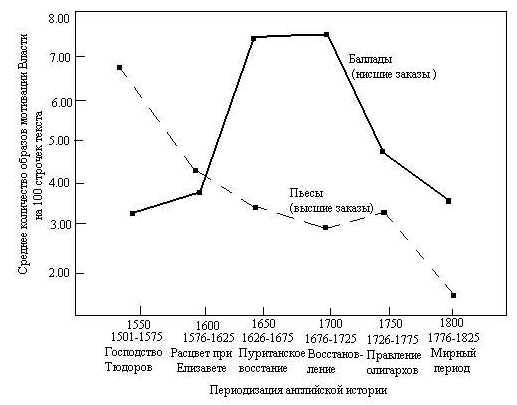 8.00
7.00
6.00
5.00
4.00
3.00
2.00
Среднее количество образов мотивации Власти
на 100 строчек текста
Баллады
(нисшие заказы )
Пьесы
(высшие заказы)
1550 1600 1650 1700 1750 1800
1501-1575 1576-1625 1626-1675 1676-1725 1726-1775 1776-1825
Господство Расцвет при Пуританское Восстанов- Правление Мирный
Тюдоров Елизавете восстание ление олигархов период
Периодизация английской истории